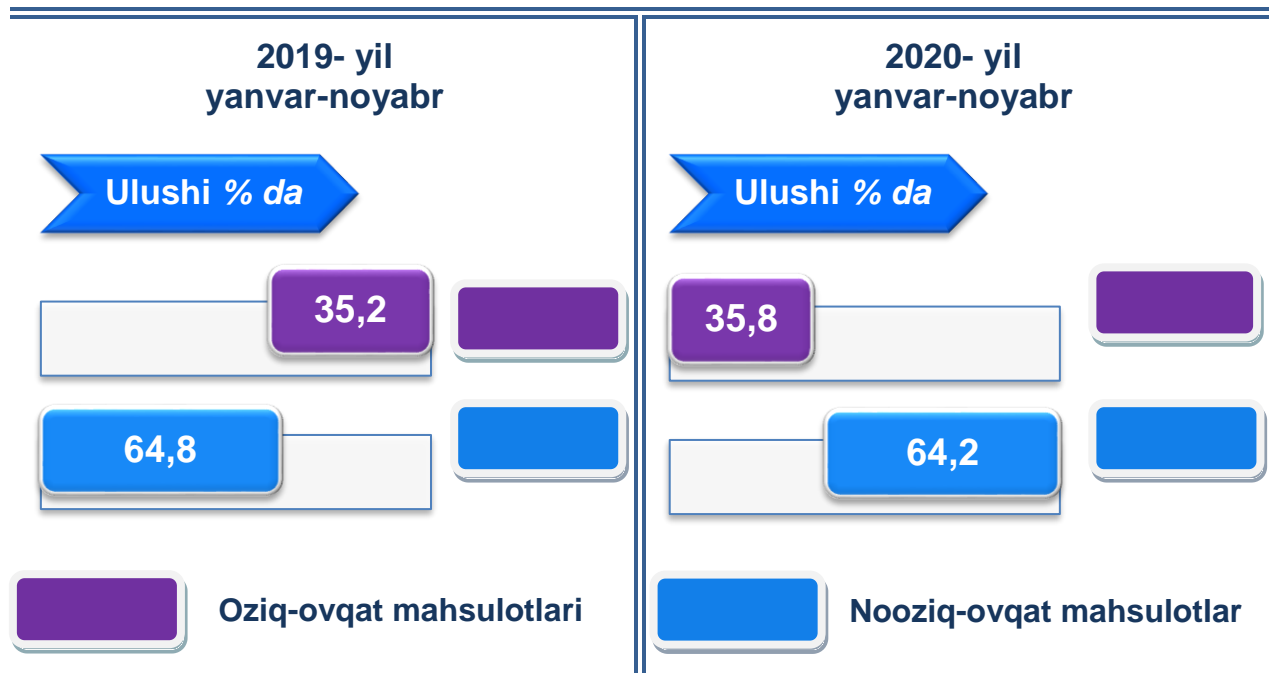 2019- yil
yanvar-noyabr
Ulushi % da
35,2
64,8
2020- yil
yanvar-noyabr
Ulushi % da
35,8
64,2
Oziq-ovqat mahsulotlari
Nooziq-ovqat mahsulotlar